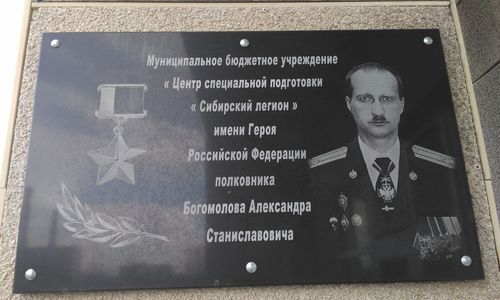 Муниципальное бюджетное учреждение
« Центр специальной подготовки
« Сибирский легион »
имени Героя
Российской Федерации
полковника
Богомолова Александра
Станиславовича